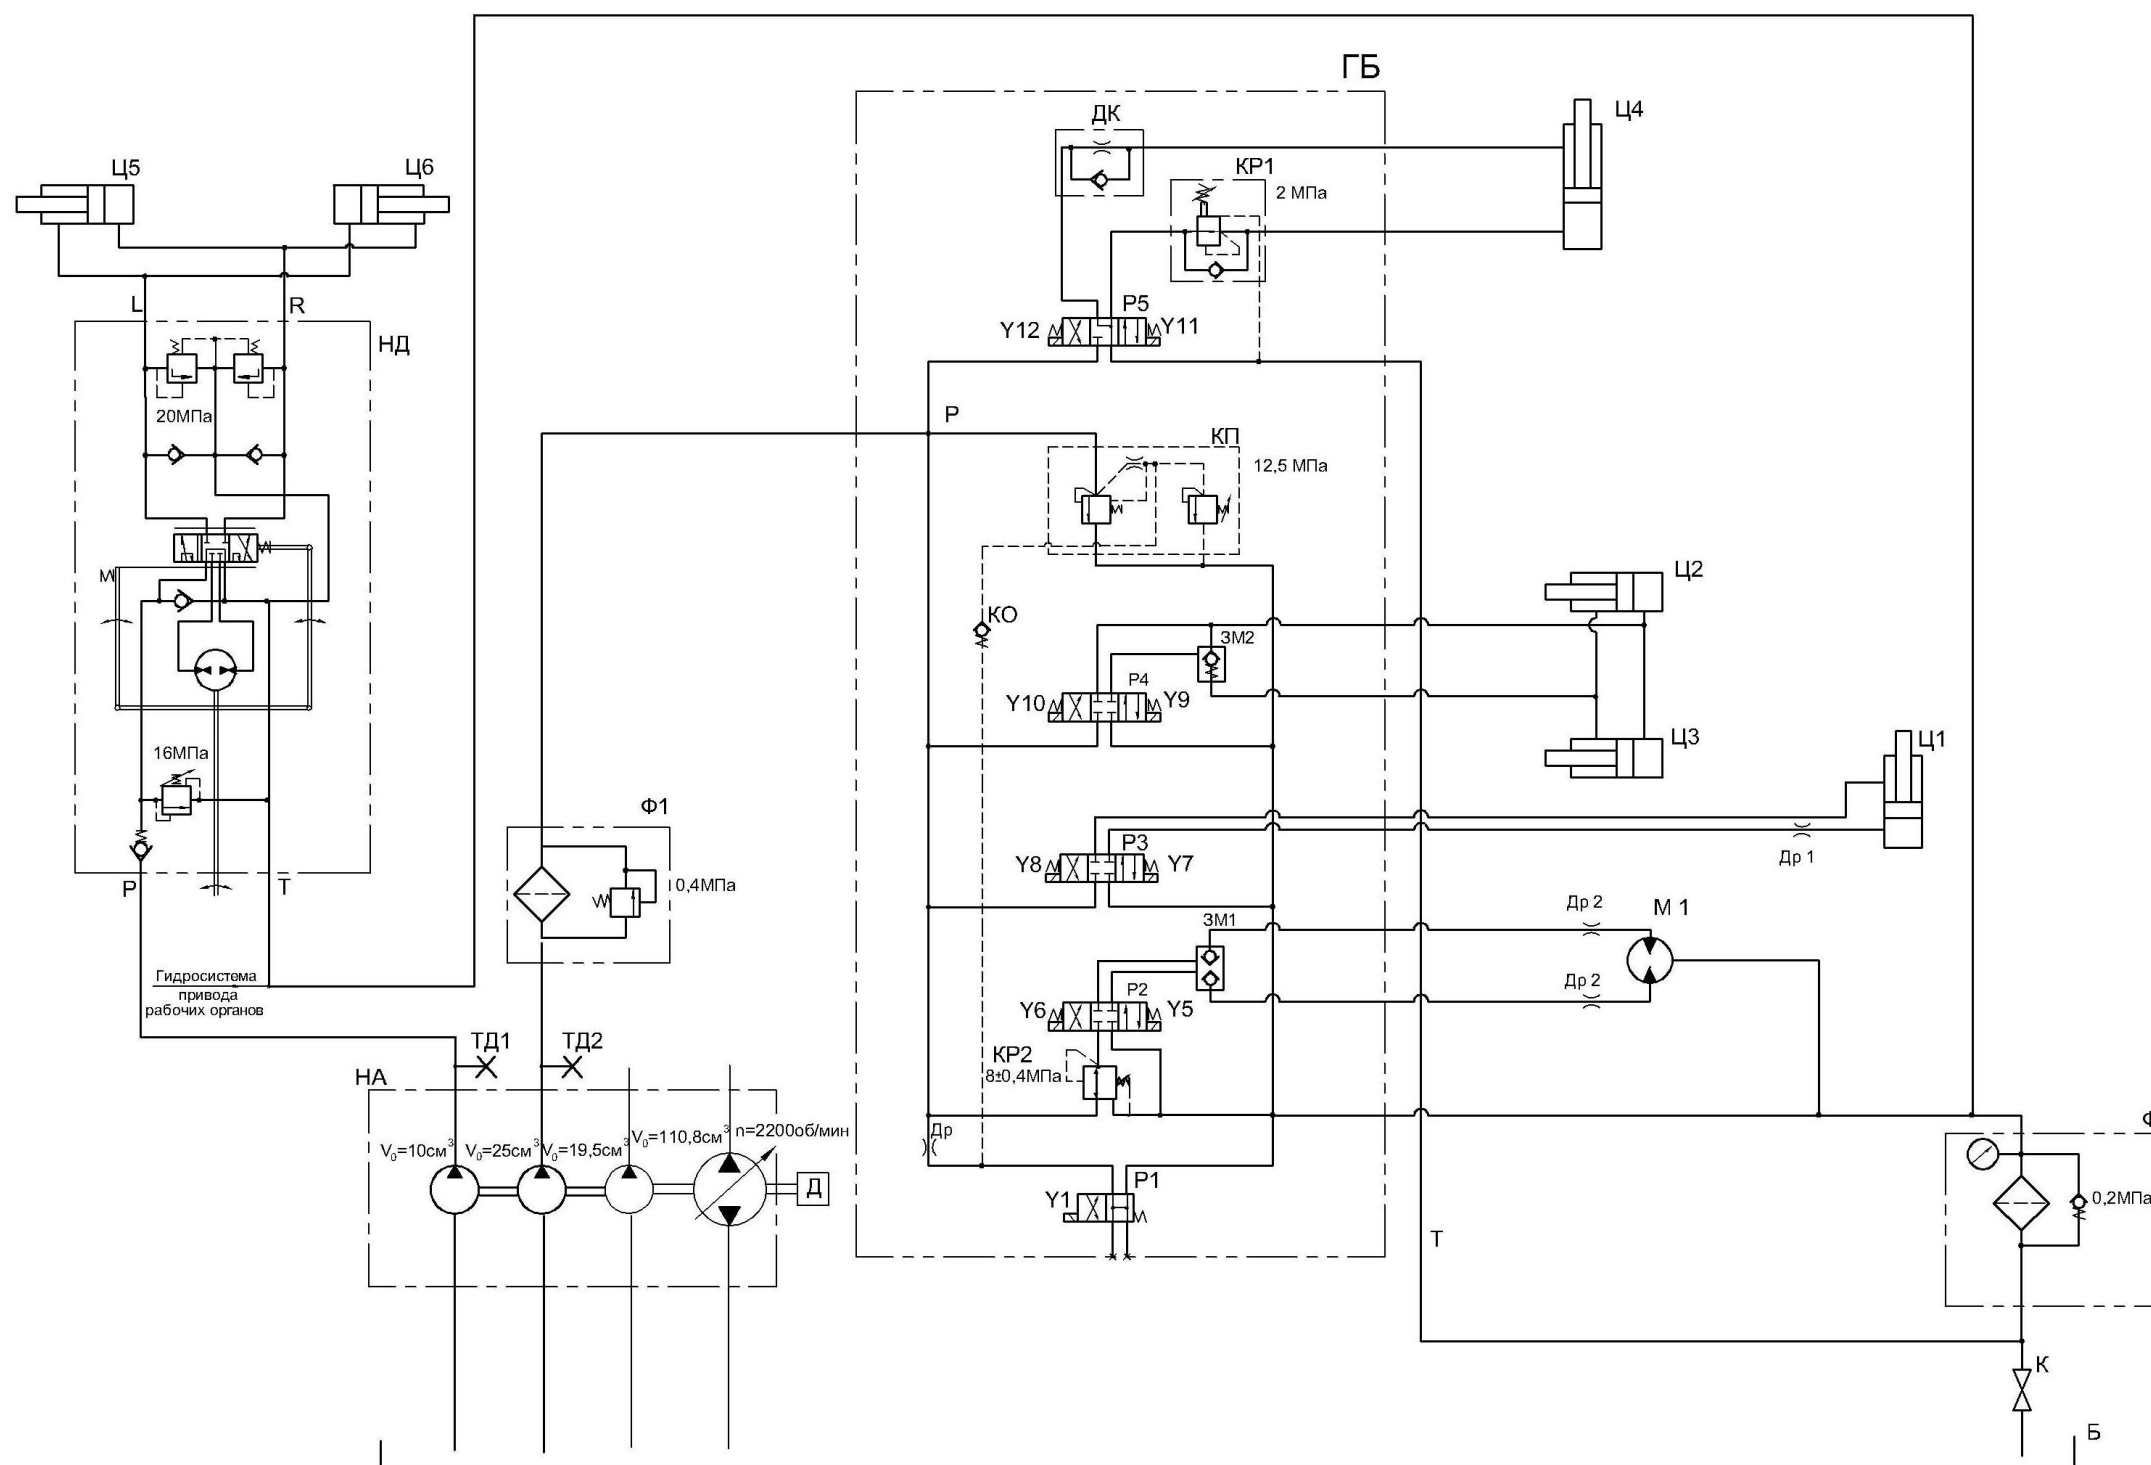 ГБ
ДК
Ц4
КР1
2 МПа
Ц5
Ц6
L
R
НД
Y12
Р5
Y11
20МПа
Р
КП
12,5 МПа
Ц2
КО
ЗМ2
Y10
Р4
Y9
Ц3
Ц1
16МПа
Ф1
Y8
Р3
Y7
Др 1
0,4МПа
Р
Т
ЗМ1
Др 2
М 1
Гидросистема
привода
рабочих органов
Y6
Р2
Y5
Др 2
ТД1
ТД2
КР2
8±0,4МПа
НА
V₀=10см³
V₀=25см³
V₀=19,5см³
V₀=110,8см³
n=2200об/мин
Др
Ф
Д
Y1
Р1
0,2МПа
Т
К
Б